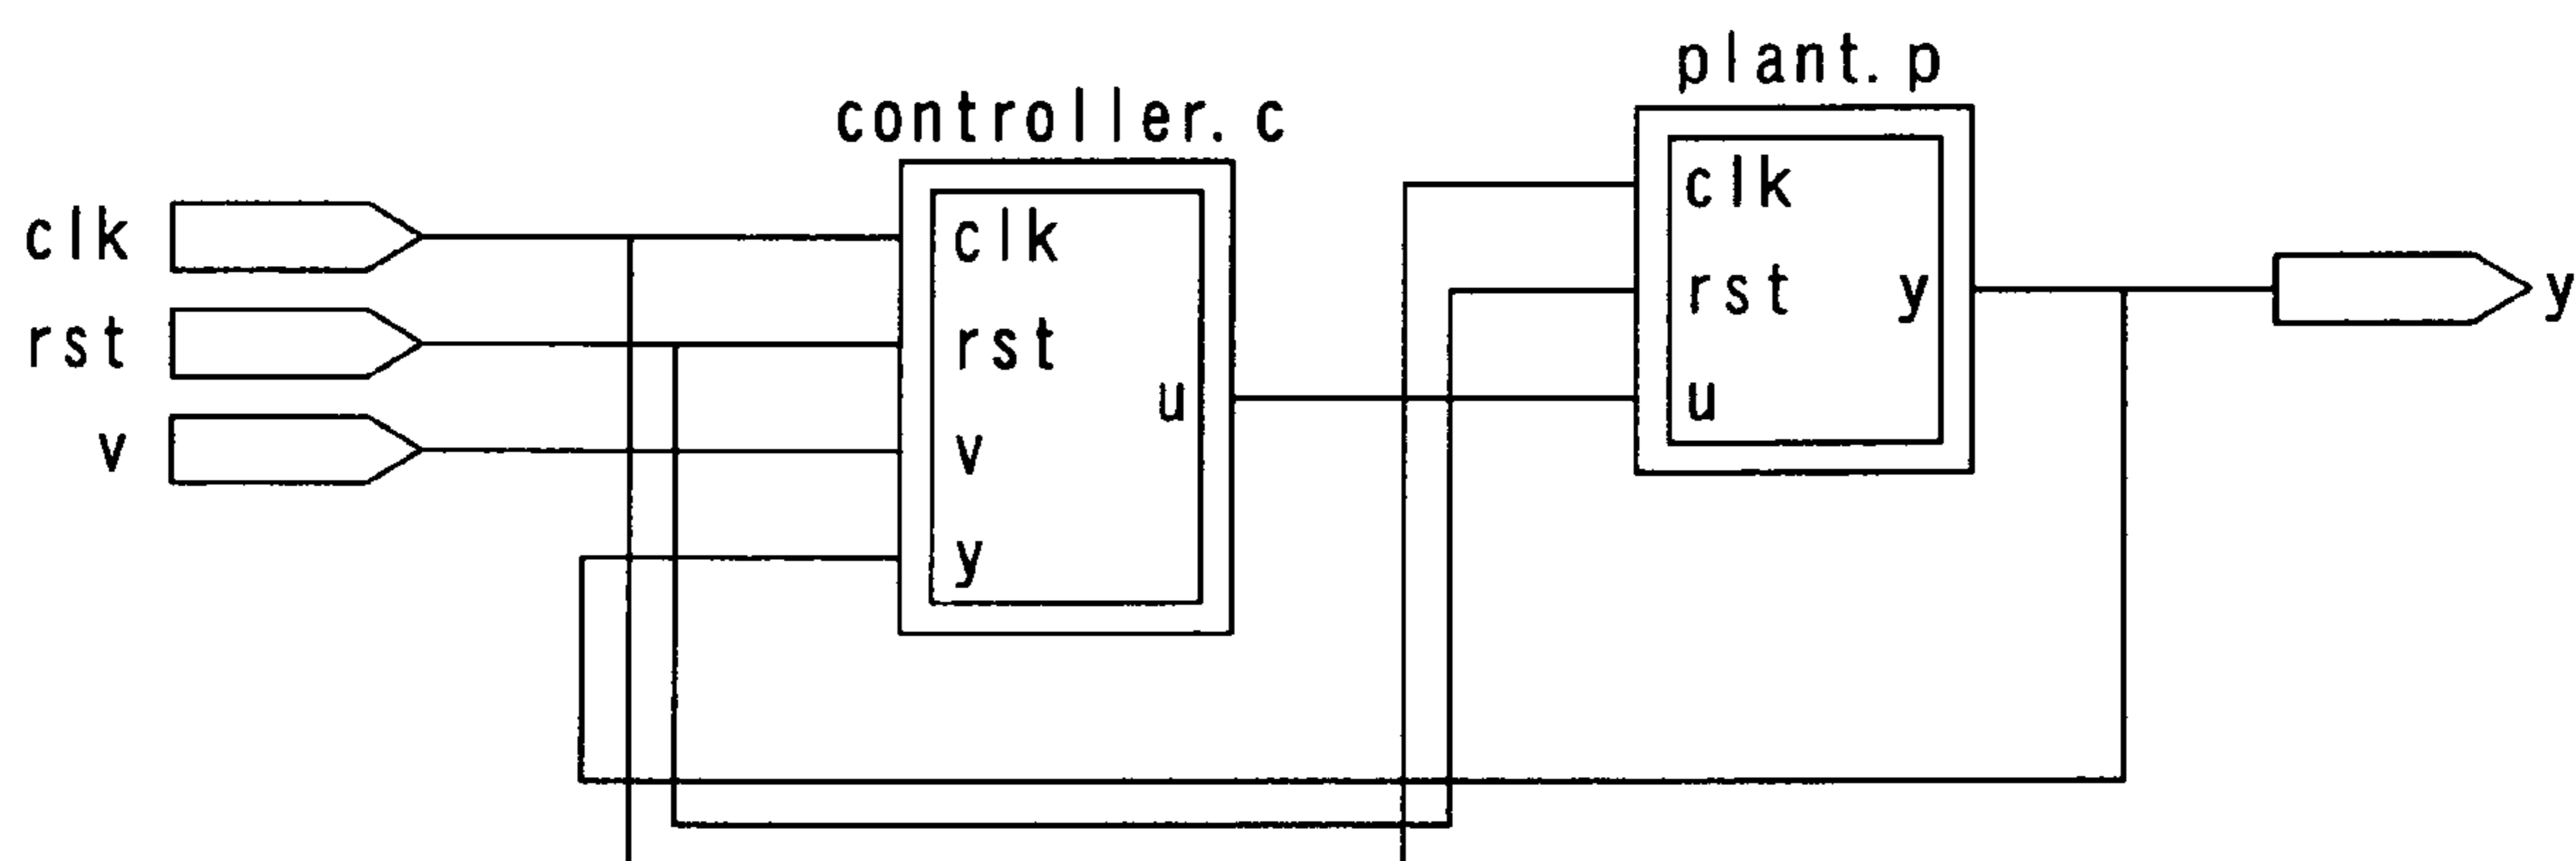 plant.p
controller.c
clk
rst
v
clk
rst
v
y
u
clk
rst
u
y
y